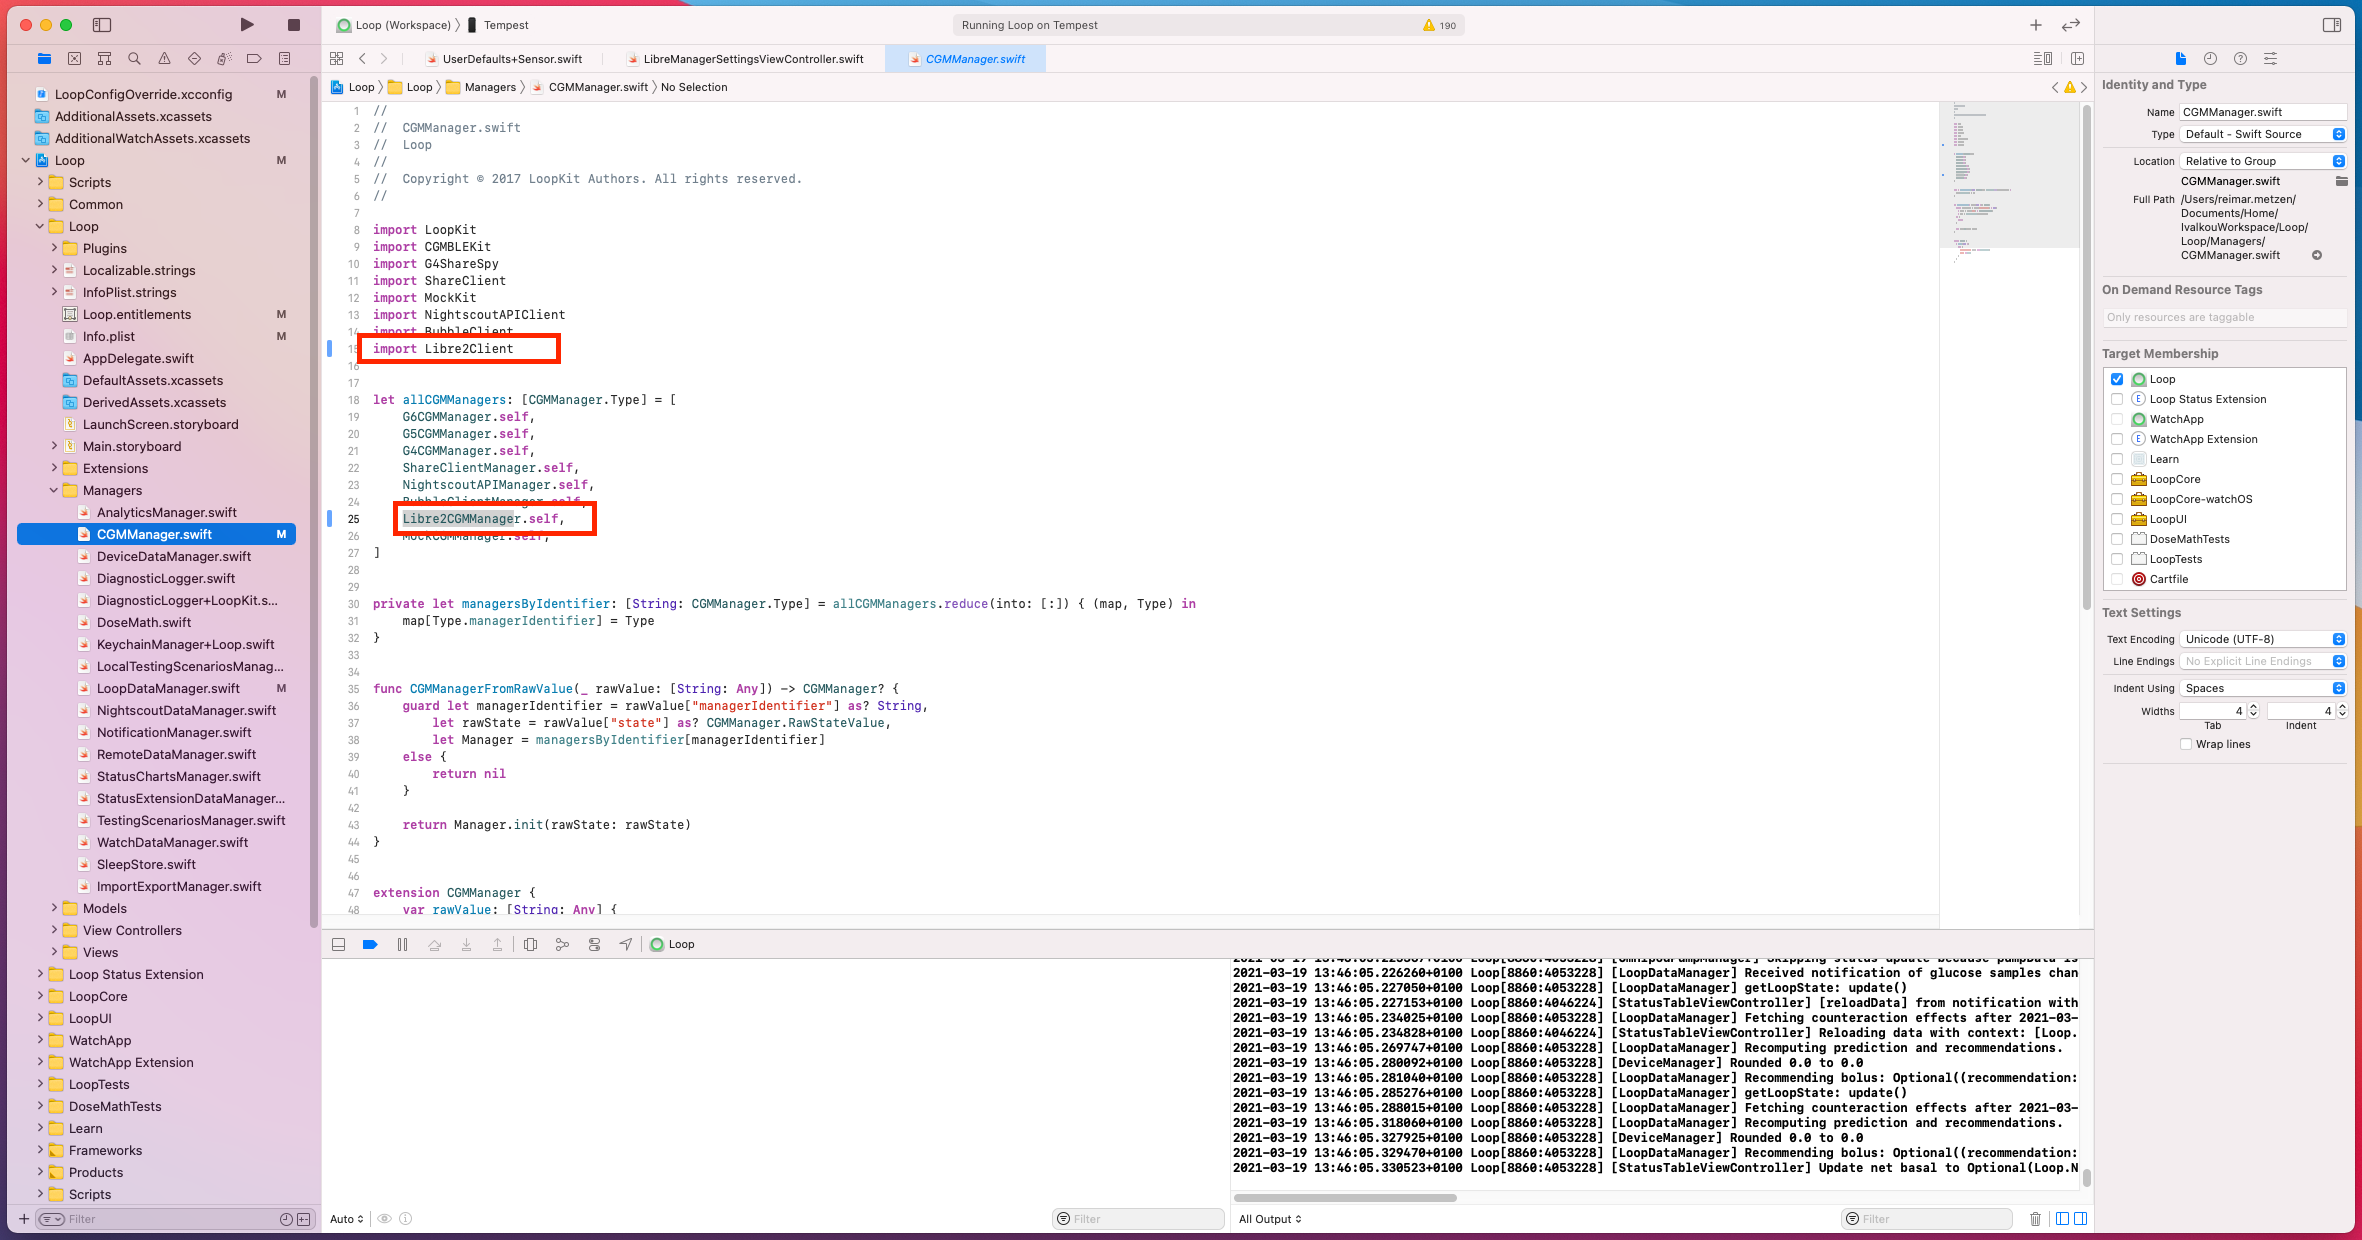 Loop (Workspace) Tempest
Running Loop on Tempest
190
UserDefaults+Sensor.swift
LibreManagerSettingsViewController.swift
CGMManager.swift
Loop Loop Managers CGMManager.swift No Selection
LoopConfigOverride.xcconfig M
AdditionalAssets.xcassets
AdditionalWatchAssets.xcassets
Loop M
Scripts
Common
Loop
Plugins
Localizable.strings
InfoPlist.strings
Loop.entitlements M
Info.plist M
AppDelegate.swift
DefaultAssets.xcassets
DerivedAssets.xcassets
LaunchScreen.storyboard
Main.storyboard
Extensions
Managers
AnalyticsManager.swift
CGMManager.swift M
DeviceDataManager.swift
DiagnosticLogger.swift
DiagnosticLogger+LoopKit.s...
DoseMath.swift
KeychainManager+Loop.swift
LocalTestingScenariosManag...
LoopDataManager.swift M
NightscoutDataManager.swift
NotificationManager.swift
RemoteDataManager.swift
StatusChartsManager.swift
StatusExtensionDataManager...
TestingScenariosManager.swift
WatchDataManager.swift
SleepStore.swift
ImportExportManager.swift
Models
View Controllers
Views
Loop Status Extension
LoopCore
LoopUI
WatchApp
WatchApp Extension
LoopTests
DoseMathTests
Learn
Frameworks
Products
Scripts
Filter
1 //
2 //  CGMManager.swift
3 //  Loop
4 //
5 //  Copyright © 2017 LoopKit Authors. All rights reserved.
6 //
7
8 import LoopKit
9 import CGMBLEKit
10 import G4ShareSpy
11 import ShareClient
12 import MockKit
13 import NightscoutAPIClient
14 import BubbleClient
15 import Libre2Client
16
17
18 let allCGMManagers: [CGMManager.Type] = [
19 G6CGMManager.self,
20 G5CGMManager.self,
21 G4CGMManager.self,
22 ShareClientManager.self,
23 NightscoutAPIManager.self,
24 BubbleClientManager.self,
25 Libre2CGMManager.self,
26 MockCGMManager.self,
27 ]
28
29
30 private let managersByIdentifier: [String: CGMManager.Type] = allCGMManagers.reduce(into: [:]) { (map, Type) in
31 map[Type.managerIdentifier] = Type
32 }
33
34
35 func CGMManagerFromRawValue(_ rawValue: [String: Any]) -> CGMManager? {
36 guard let managerIdentifier = rawValue["managerIdentifier"] as? String,
37 let rawState = rawValue["state"] as? CGMManager.RawStateValue,
38 let Manager = managersByIdentifier[managerIdentifier]
39 else {
40 return nil
41 }
42
43 return Manager.init(rawState: rawState)
44 }
45
46
47 extension CGMManager {
48 var rawValue: [String: Any] {
Loop
2021-03-19 13:46:05.226260+0100 Loop[8860:4053228] [LoopDataManager] Received notification of glucose samples chan
2021-03-19 13:46:05.227050+0100 Loop[8860:4053228] [LoopDataManager] getLoopState: update()
2021-03-19 13:46:05.227153+0100 Loop[8860:4046224] [StatusTableViewController] [reloadData] from notification with
2021-03-19 13:46:05.234025+0100 Loop[8860:4053228] [LoopDataManager] Fetching counteraction effects after 2021-03-
2021-03-19 13:46:05.234828+0100 Loop[8860:4046224] [StatusTableViewController] Reloading data with context: [Loop.
2021-03-19 13:46:05.269747+0100 Loop[8860:4053228] [LoopDataManager] Recomputing prediction and recommendations.
2021-03-19 13:46:05.280092+0100 Loop[8860:4053228] [DeviceManager] Rounded 0.0 to 0.0
2021-03-19 13:46:05.281040+0100 Loop[8860:4053228] [LoopDataManager] Recommending bolus: Optional((recommendation:
2021-03-19 13:46:05.285276+0100 Loop[8860:4053228] [LoopDataManager] getLoopState: update()
2021-03-19 13:46:05.288015+0100 Loop[8860:4053228] [LoopDataManager] Fetching counteraction effects after 2021-03-
2021-03-19 13:46:05.318060+0100 Loop[8860:4053228] [LoopDataManager] Recomputing prediction and recommendations.
2021-03-19 13:46:05.327925+0100 Loop[8860:4053228] [DeviceManager] Rounded 0.0 to 0.0
2021-03-19 13:46:05.329470+0100 Loop[8860:4053228] [LoopDataManager] Recommending bolus: Optional((recommendation:
2021-03-19 13:46:05.330523+0100 Loop[8860:4053228] [StatusTableViewController] Update net basal to Optional(Loop.N
Auto
Filter
All Output
Filter
Identity and Type
Name CGMManager.swift
Type Default - Swift Source
Location Relative to Group
CGMManager.swift
Full Path /Users/reimar.metzen/
Documents/Home/
IvalkouWorkspace/Loop/
Loop/Managers/
CGMManager.swift
On Demand Resource Tags
Only resources are taggable
Target Membership
Loop
Loop Status Extension
WatchApp
WatchApp Extension
Learn
LoopCore
LoopCore-watchOS
LoopUI
DoseMathTests
LoopTests
Cartfile
Text Settings
Text Encoding Unicode (UTF-8)
Line Endings No Explicit Line Endings
Indent Using Spaces
Widths 4 4
Tab Indent
Wrap lines